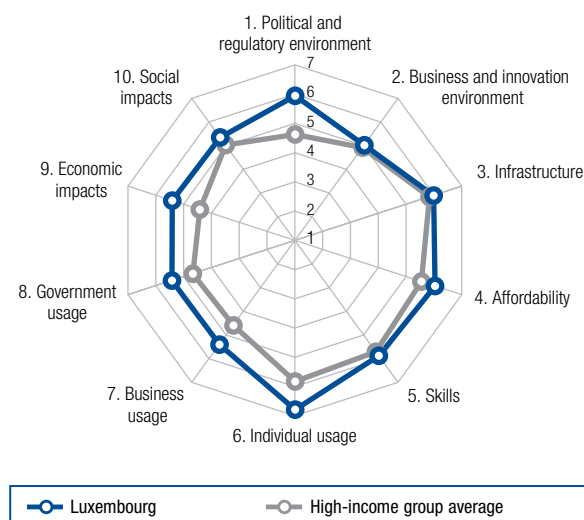 1. Political and
regulatory environment
2. Business and innovation
environment
3. Infrastructure
4. Affordability
5. Skills
6. Individual usage
7. Business
usage
8. Government
usage
9. Economic
impacts
10. Social
impacts
7
6
5
4
3
2
1
Luxembourg
High-income group average